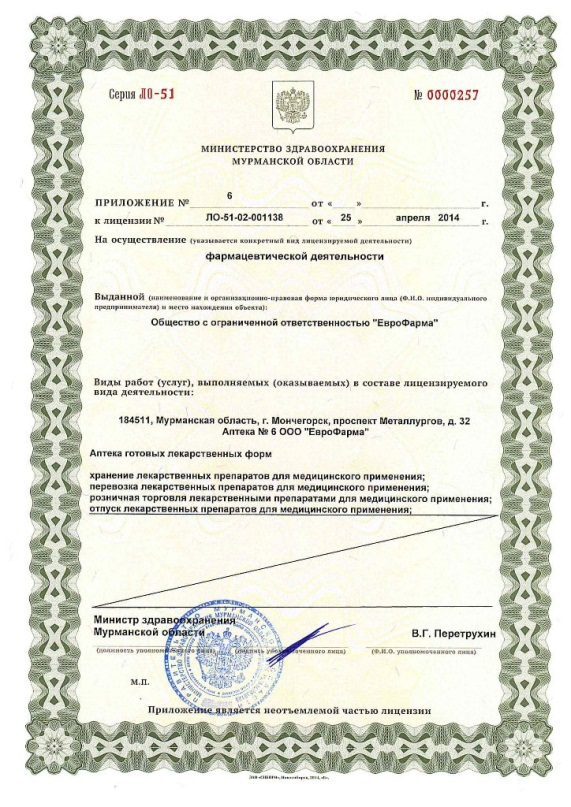 Серия ЛО-51
№ 0000257
МИНИСТЕРСТВО ЗДРАВООХРАНЕНИЯ
МУРМАНСКОЙ ОБЛАСТИ
ПРИЛОЖЕНИЕ № 6 от « » г.
к лицензии № ЛО-51-02-001138 от « 25 » апреля 2014 г.
На осуществление (указывается конкретный вид лицензируемой деятельности)
фармацевтической деятельности
Выданной (наименование и организационно-правовая форма юридического лица (Ф.И.О. индивидуального
предпринимателя) и место нахождения объекта):
Общество с ограниченной ответственностью "ЕвроФарма"
Виды работ (услуг), выполняемых (оказываемых) в составе лицензируемого
вида деятельности:
184511, Мурманская область, г. Мончегорск, проспект Металлургов, д. 32
Аптека № 6 ООО "ЕвроФарма"
Аптека готовых лекарственных форм
хранение лекарственных препаратов для медицинского применения;
перевозка лекарственных препаратов для медицинского применения;
розничная торговля лекарственными препаратами для медицинского применения;
отпуск лекарственных препаратов для медицинского применения;
Министр здравоохранения
Мурманской области
В.Г. Перетрухин
(должность уполномоченного лица)
(подпись уполномоченного лица)
(Ф.И.О. уполномоченного лица)
М.П.
Приложение является неотъемлемой частью лицензии